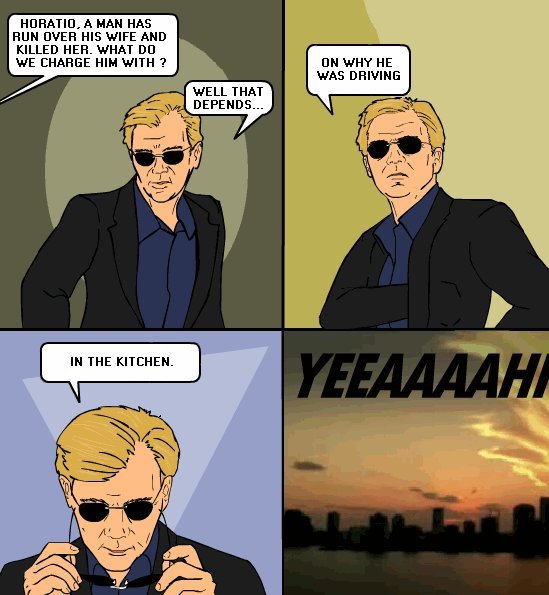 HORATIO, A MAN HAS
RUN OVER HIS WIFE AND
KILLED HER. WHAT DO
WE CHARGE HIM WITH ?
WELL THAT
DEPENDS...
ON WHY HE
WAS DRIVING
IN THE KITCHEN.
YEEAAAAHH